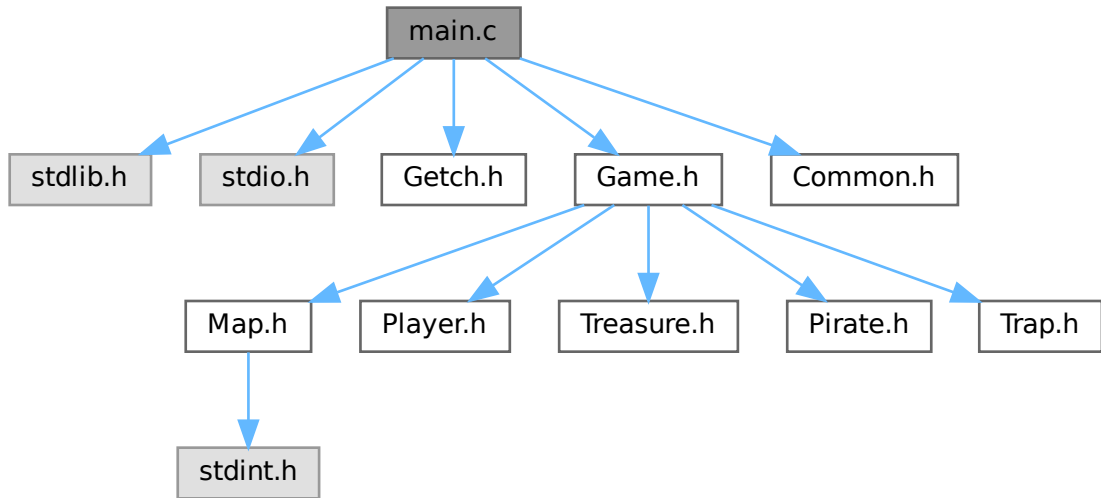 main.c
stdlib.h
stdio.h
Getch.h
Game.h
Common.h
Map.h
Player.h
Treasure.h
Pirate.h
Trap.h
stdint.h